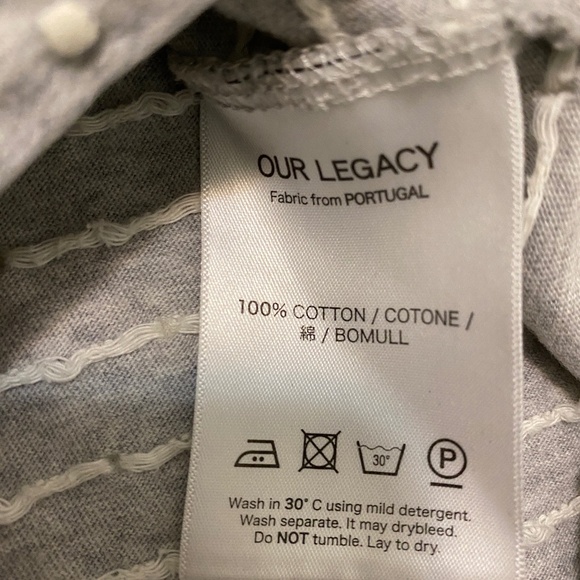 OUR LEGACY
Fabric from PORTUGAL
100% COTTON / COTONE /
綿 / BOMULL
30°
P
Wash in 30° C using mild detergent.
Wash separate. It may drybleed.
Do NOT tumble. Lay to dry.